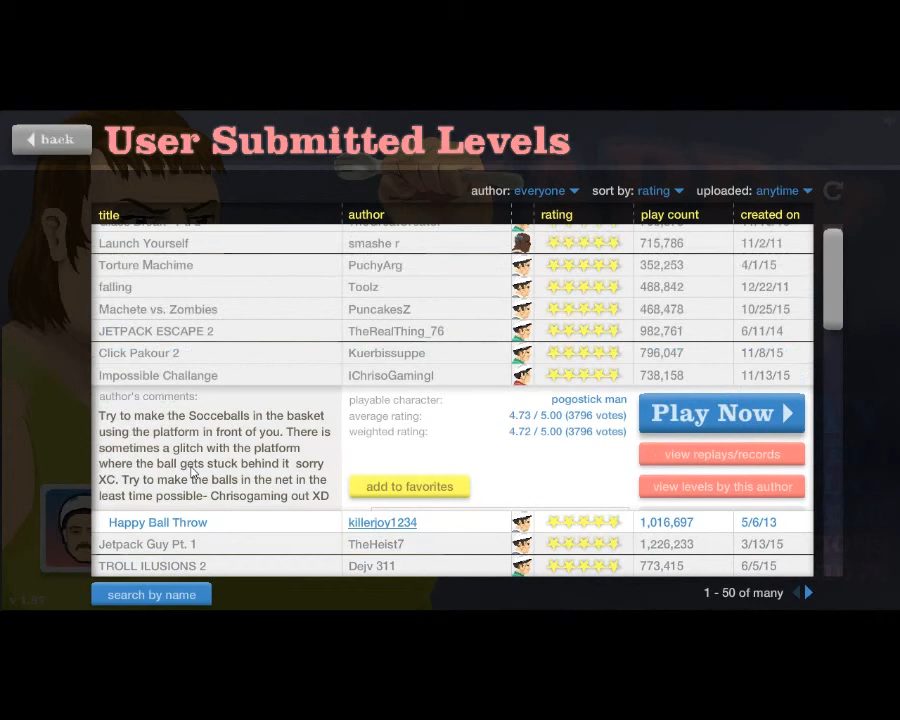 back
User Submitted Levels
author: everyone sort by: rating uploaded: anytime
title author rating play count created on
Launch Yourself smashe r 715,786 11/2/11
Torture Machime PuchyArg 352,253 4/1/15
falling Toolz 488,842 12/22/11
Machete vs. Zombies PuncakesZ 468,478 10/25/15
JETPACK ESCAPE 2 TheRealThing_76 982,761 6/11/14
Click Pakour 2 Kuerbissuppe 796,047 11/8/15
Impossible Challange IChrisoGamingI 738,158 11/13/15
author's comments:
Try to make the Socceballs in the basket
using the platform in front of you. There is
sometimes a glitch with the platform
where the ball gets stuck behind it sorry
XC. Try to make the balls in the net in the
least time possible- Chrisogaming out XD
playable character: pogostick man
average rating: 4.73 / 5.00 (3796 votes)
weighted rating: 4.72 / 5.00 (3796 votes)
add to favorites
Play Now
view replays/records
view levels by this author
Happy Ball Throw killerjoy1234 1,016,697 5/6/13
Jetpack Guy Pt. 1 TheHeist7 1,226,233 3/13/15
TROLL ILUSIONS 2 Dejv 311 773,415 6/5/15
search by name
1 - 50 of many